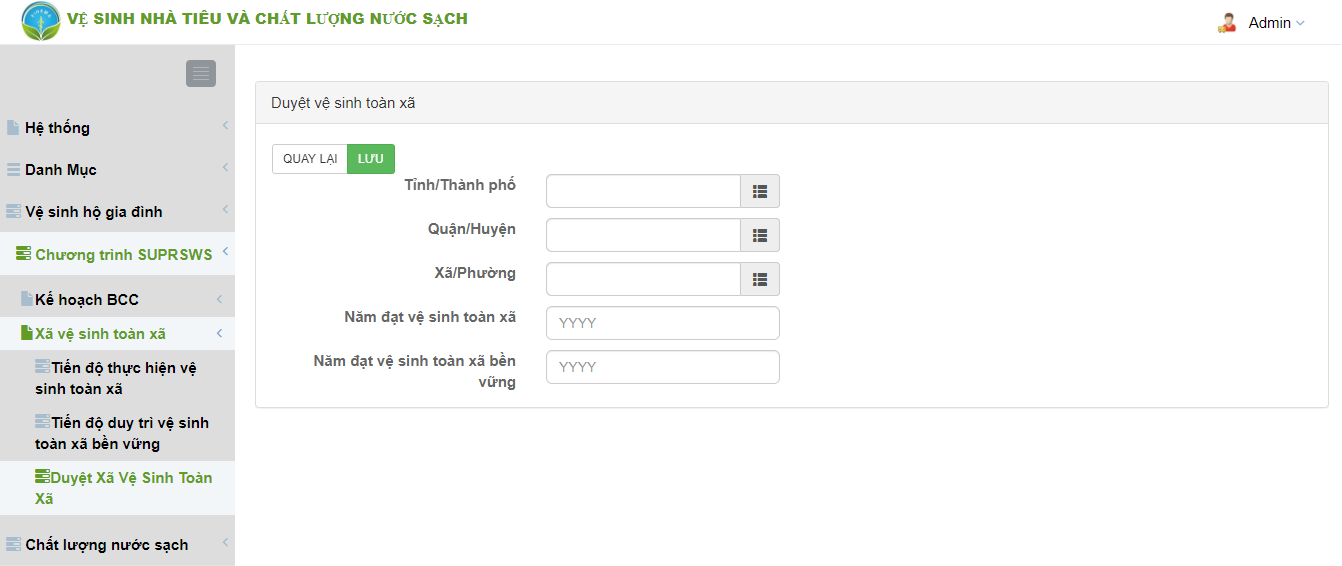 VỆ SINH NHÀ TIÊU VÀ CHẤT LƯỢNG NƯỚC SẠCH
Admin
Hệ thống
Danh Mục
Vệ sinh hộ gia đình
Chương trình SUPRSWS
Kế hoạch BCC
Xã vệ sinh toàn xã
Tiến độ thực hiện vệ
sinh toàn xã
Tiến độ duy trì vệ sinh
toàn xã bền vững
Duyệt Xã Vệ Sinh Toàn
Xã
Chất lượng nước sạch
Duyệt vệ sinh toàn xã
QUAY LẠI LƯU
Tỉnh/Thành phố
Quận/Huyện
Xã/Phường
Năm đạt vệ sinh toàn xã YYYY
Năm đạt vệ sinh toàn xã bền YYYY
vững